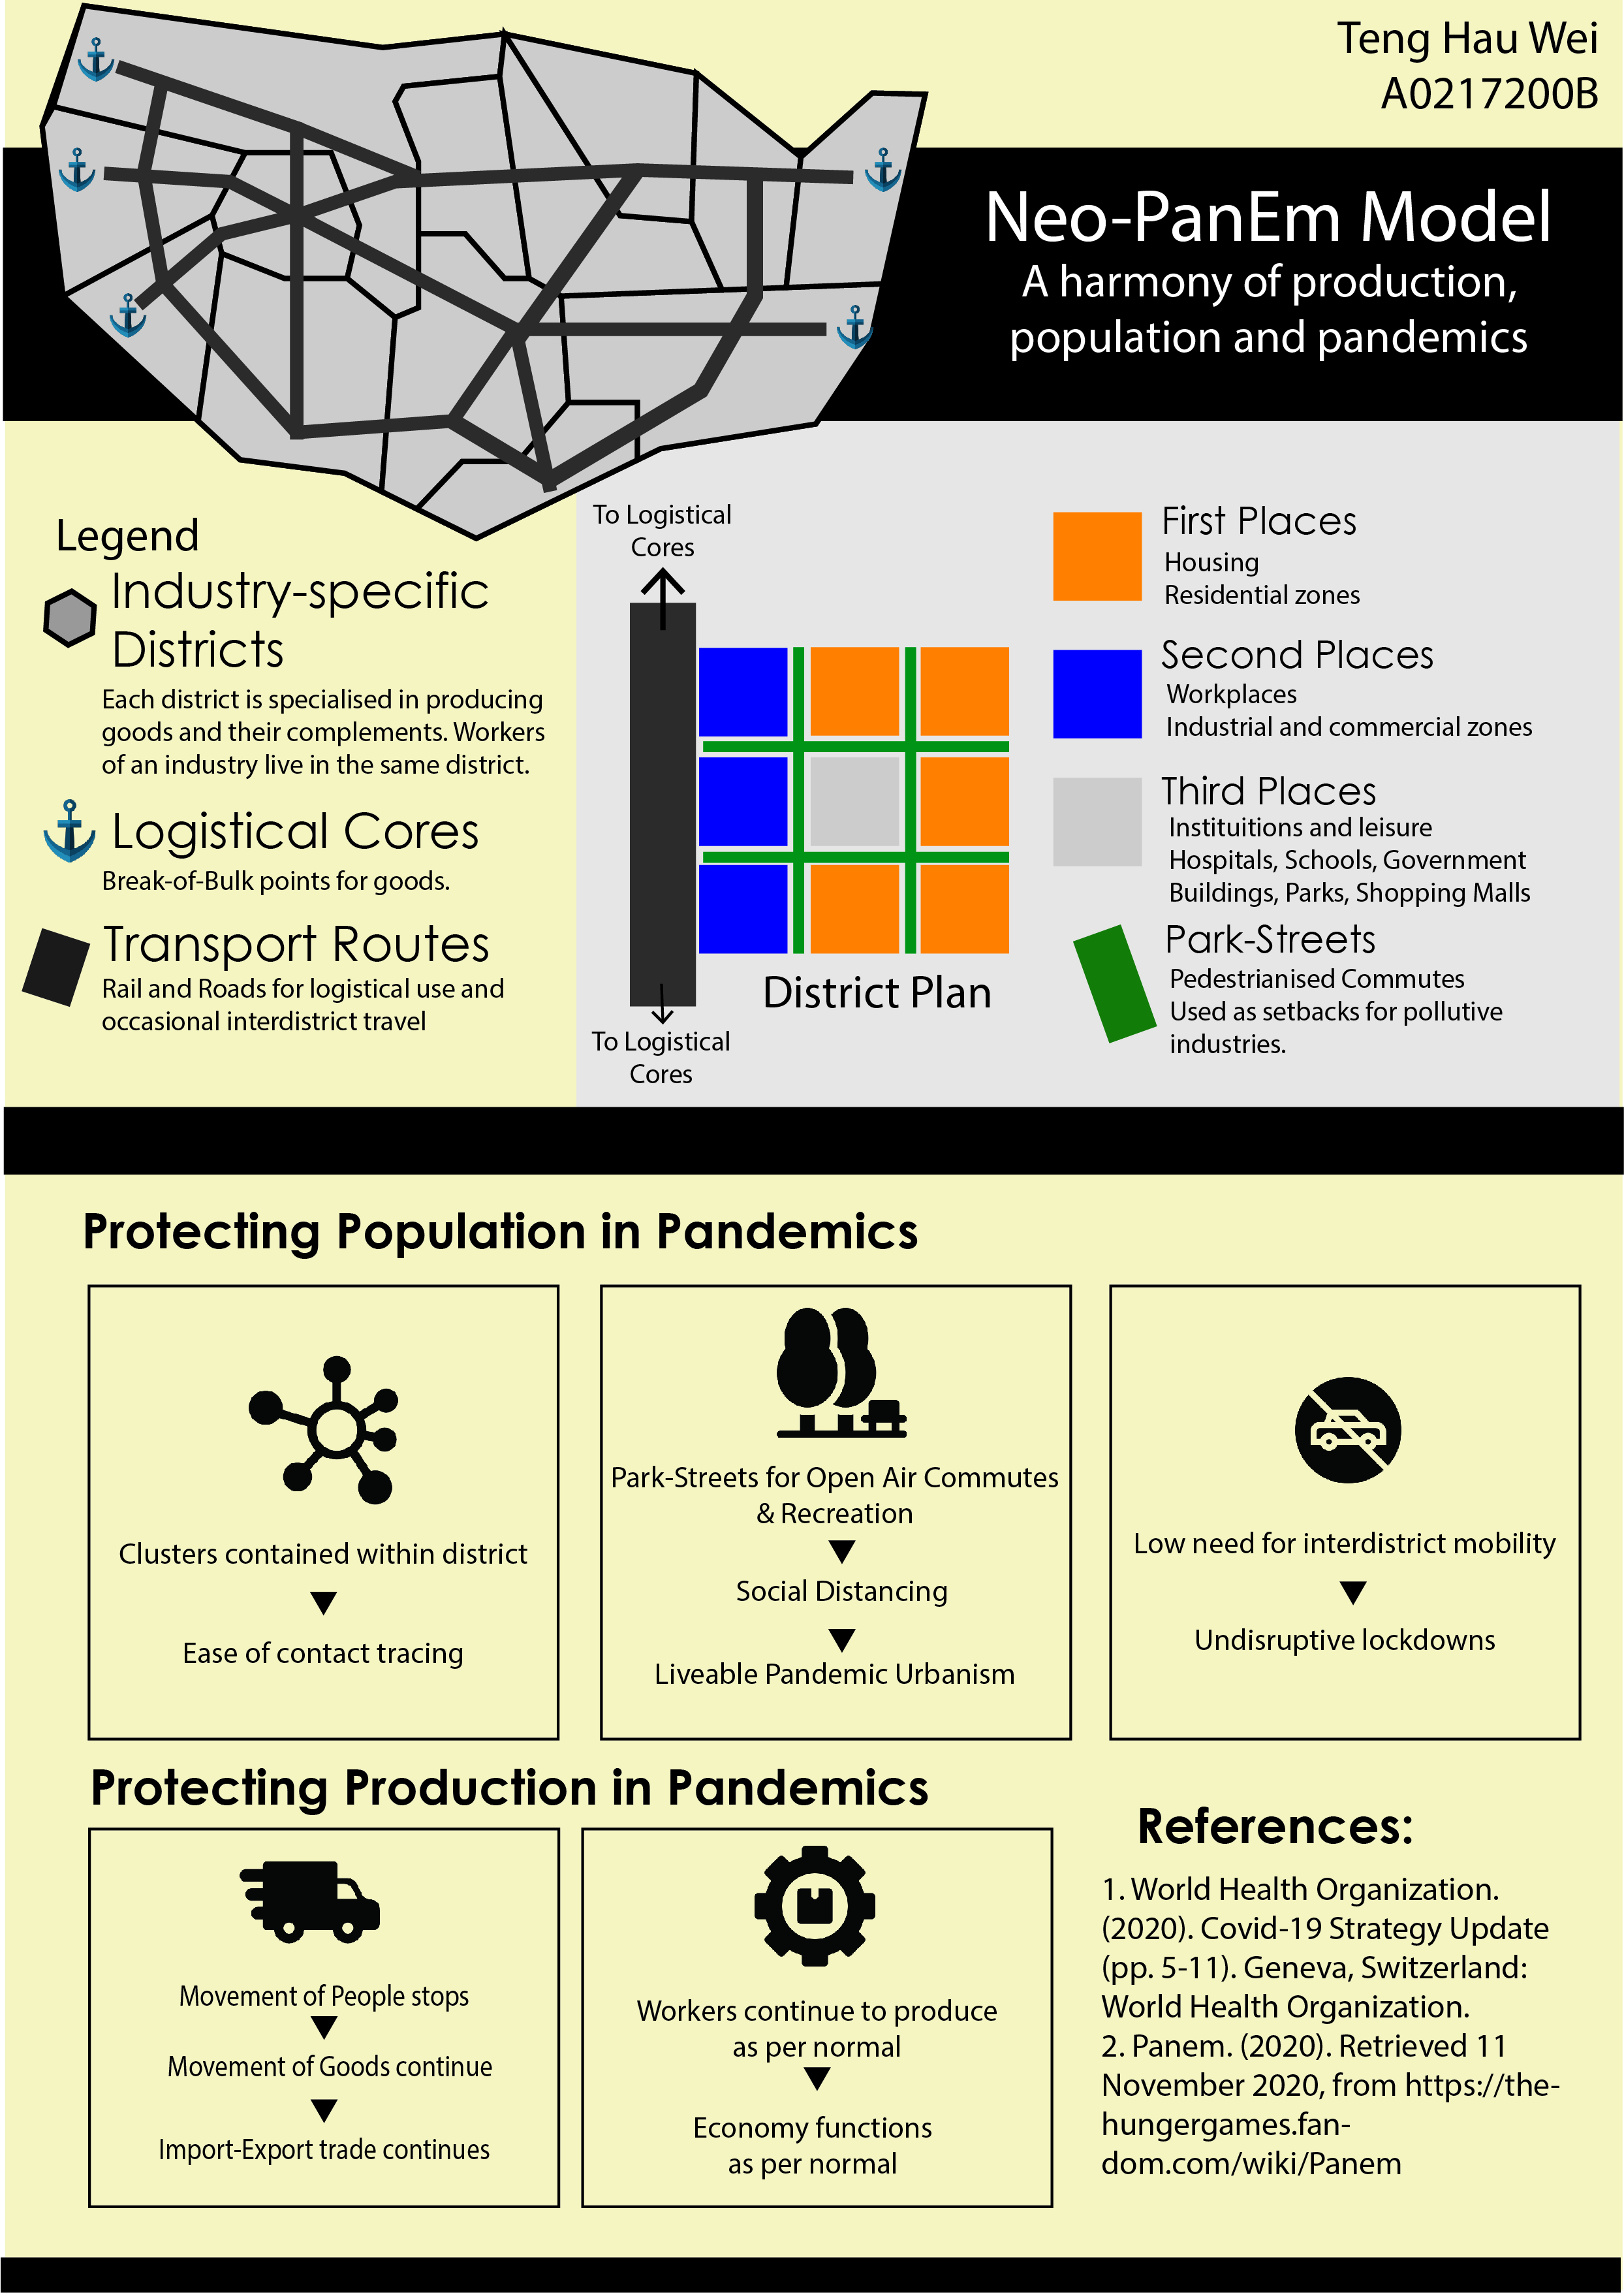 Teng Hau Wei
A0217200B
Neo-PanEm Model
A harmony of production,
population and pandemics
Legend
Industry-specific
Districts
Each district is specialised in producing
goods and their complements. Workers
of an industry live in the same district.
Logistical Cores
Break-of-Bulk points for goods.
Transport Routes
Rail and Roads for logistical use and
occasional interdistrict travel
To Logistical
Cores
District Plan
To Logistical
Cores
First Places
Housing
Residential zones
Second Places
Workplaces
Industrial and commercial zones
Third Places
Instituitions and leisure
Hospitals, Schools, Government
Buildings, Parks, Shopping Malls
Park-Streets
Pedestrianised Commutes
Used as setbacks for pollutive
industries.
Protecting Population in Pandemics
Clusters contained within district
Ease of contact tracing
Park-Streets for Open Air Commutes
& Recreation
Social Distancing
Liveable Pandemic Urbanism
Low need for interdistrict mobility
Undisruptive lockdowns
Protecting Production in Pandemics
Movement of People stops
Movement of Goods continue
Import-Export trade continues
Workers continue to produce
as per normal
Economy functions
as per normal
References:
1. World Health Organization.
(2020). Covid-19 Strategy Update
(pp. 5-11). Geneva, Switzerland:
World Health Organization.
2. Panem. (2020). Retrieved 11
November 2020, from https://the-
hungergames.fan-
dom.com/wiki/Panem